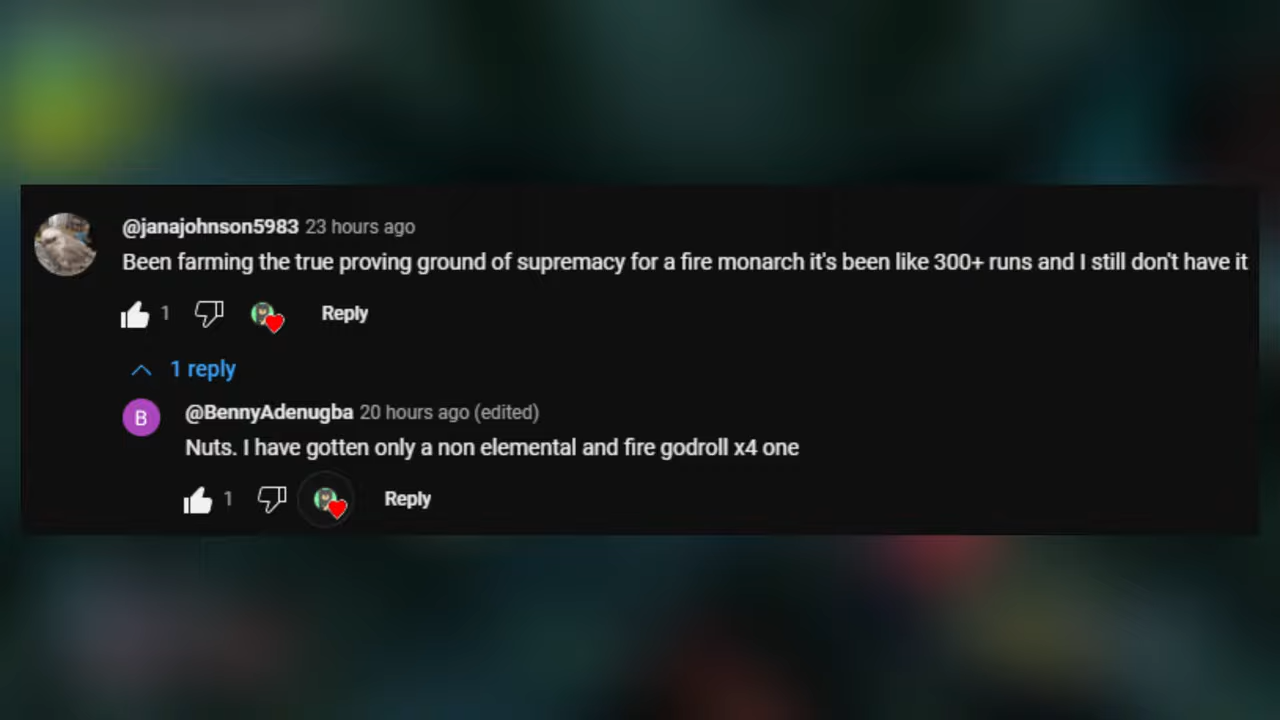 @janajohnson5983 23 hours ago
Been farming the true proving ground of supremacy for a fire monarch it's been like 300+ runs and I still don't have it
1 Reply
1 reply
B @BennyAdenugba 20 hours ago (edited)
Nuts. I have gotten only a non elemental and fire godroll x4 one
1 Reply